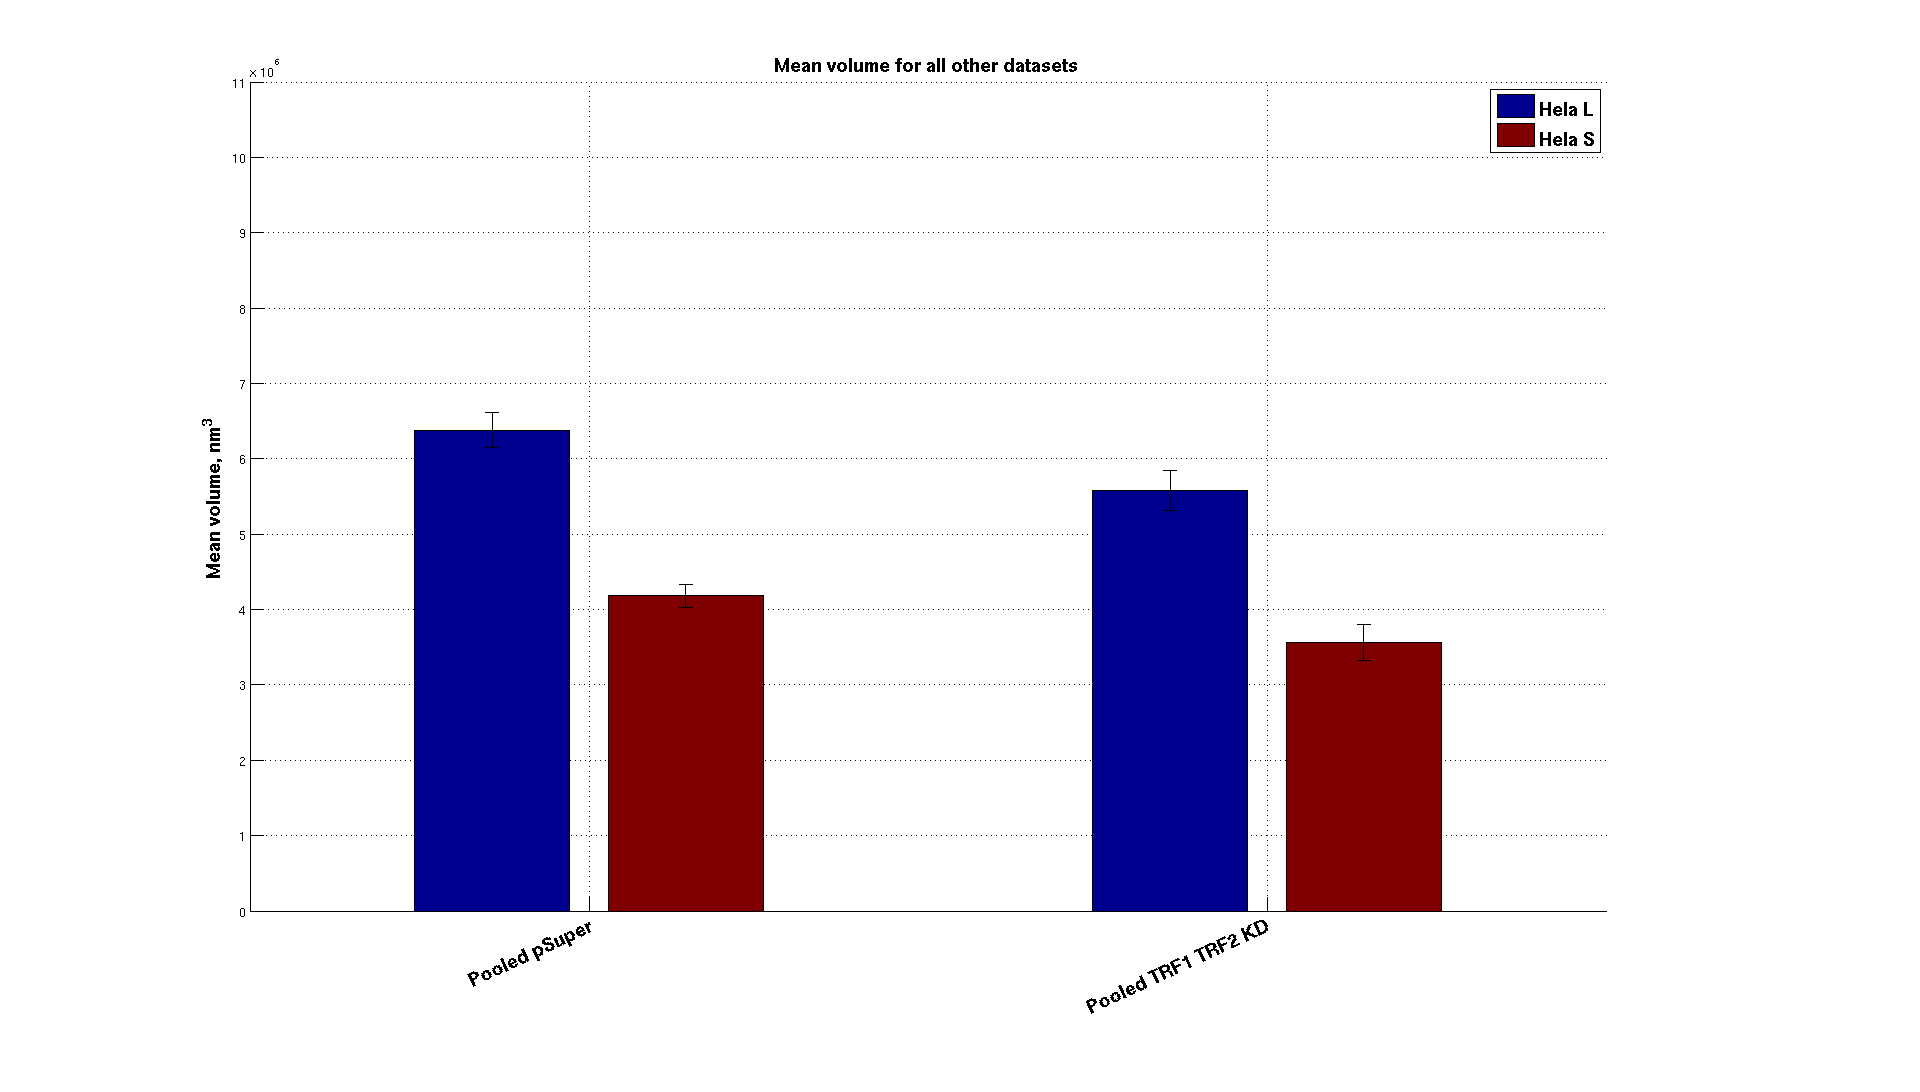 Mean volume for all other datasets
×10⁶
11
10
9
8
7
6
5
4
3
2
1
0
Mean volume, nm³
Hela L
Hela S
Pooled pSuper
Pooled TRF1 TRF2 KD